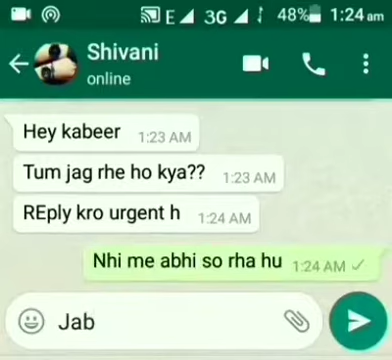 E 3G 48% 1:24 am
Shivani
online
Hey kabeer 1:23 AM
Tum jag rhe ho kya?? 1:23 AM
REply kro urgent h 1:24 AM
Nhi me abhi so rha hu 1:24 AM
Jab